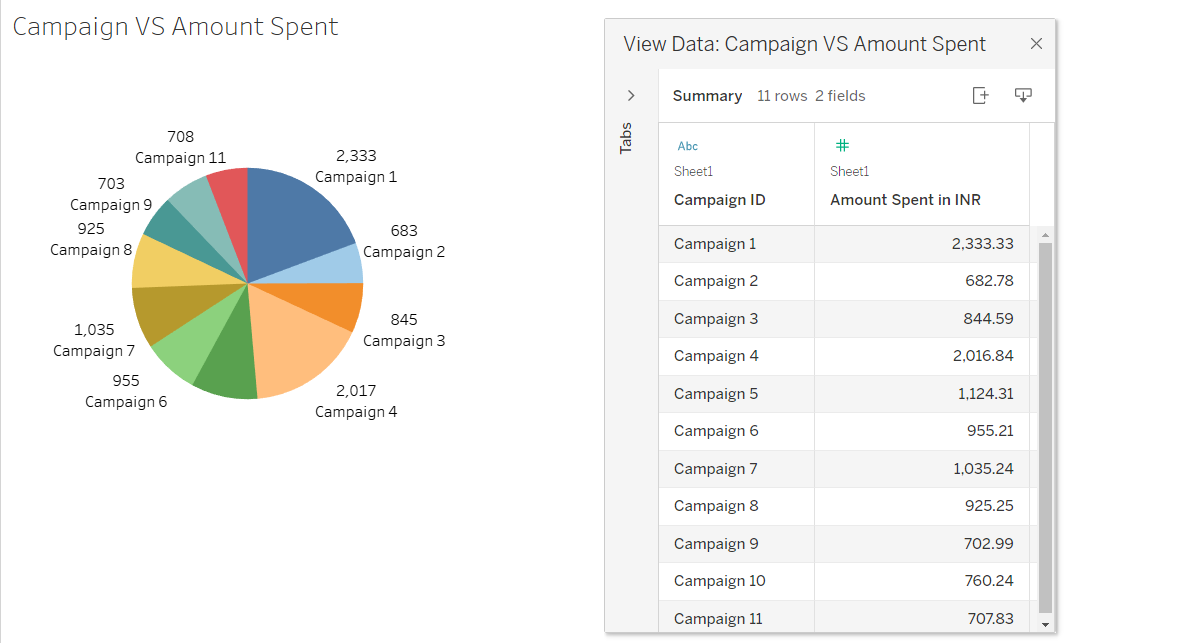 Campaign VS Amount Spent
708
Campaign 11
2,333
Campaign 1
703
Campaign 9
683
Campaign 2
925
Campaign 8
845
Campaign 3
1,035
Campaign 7
955
Campaign 6
2,017
Campaign 4
View Data: Campaign VS Amount Spent
Tabs
Summary 11 rows 2 fields
Abc #
Sheet1 Sheet1
Campaign ID Amount Spent in INR
Campaign 1 2,333.33
Campaign 2 682.78
Campaign 3 844.59
Campaign 4 2,016.84
Campaign 5 1,124.31
Campaign 6 955.21
Campaign 7 1,035.24
Campaign 8 925.25
Campaign 9 702.99
Campaign 10 760.24
Campaign 11 707.83